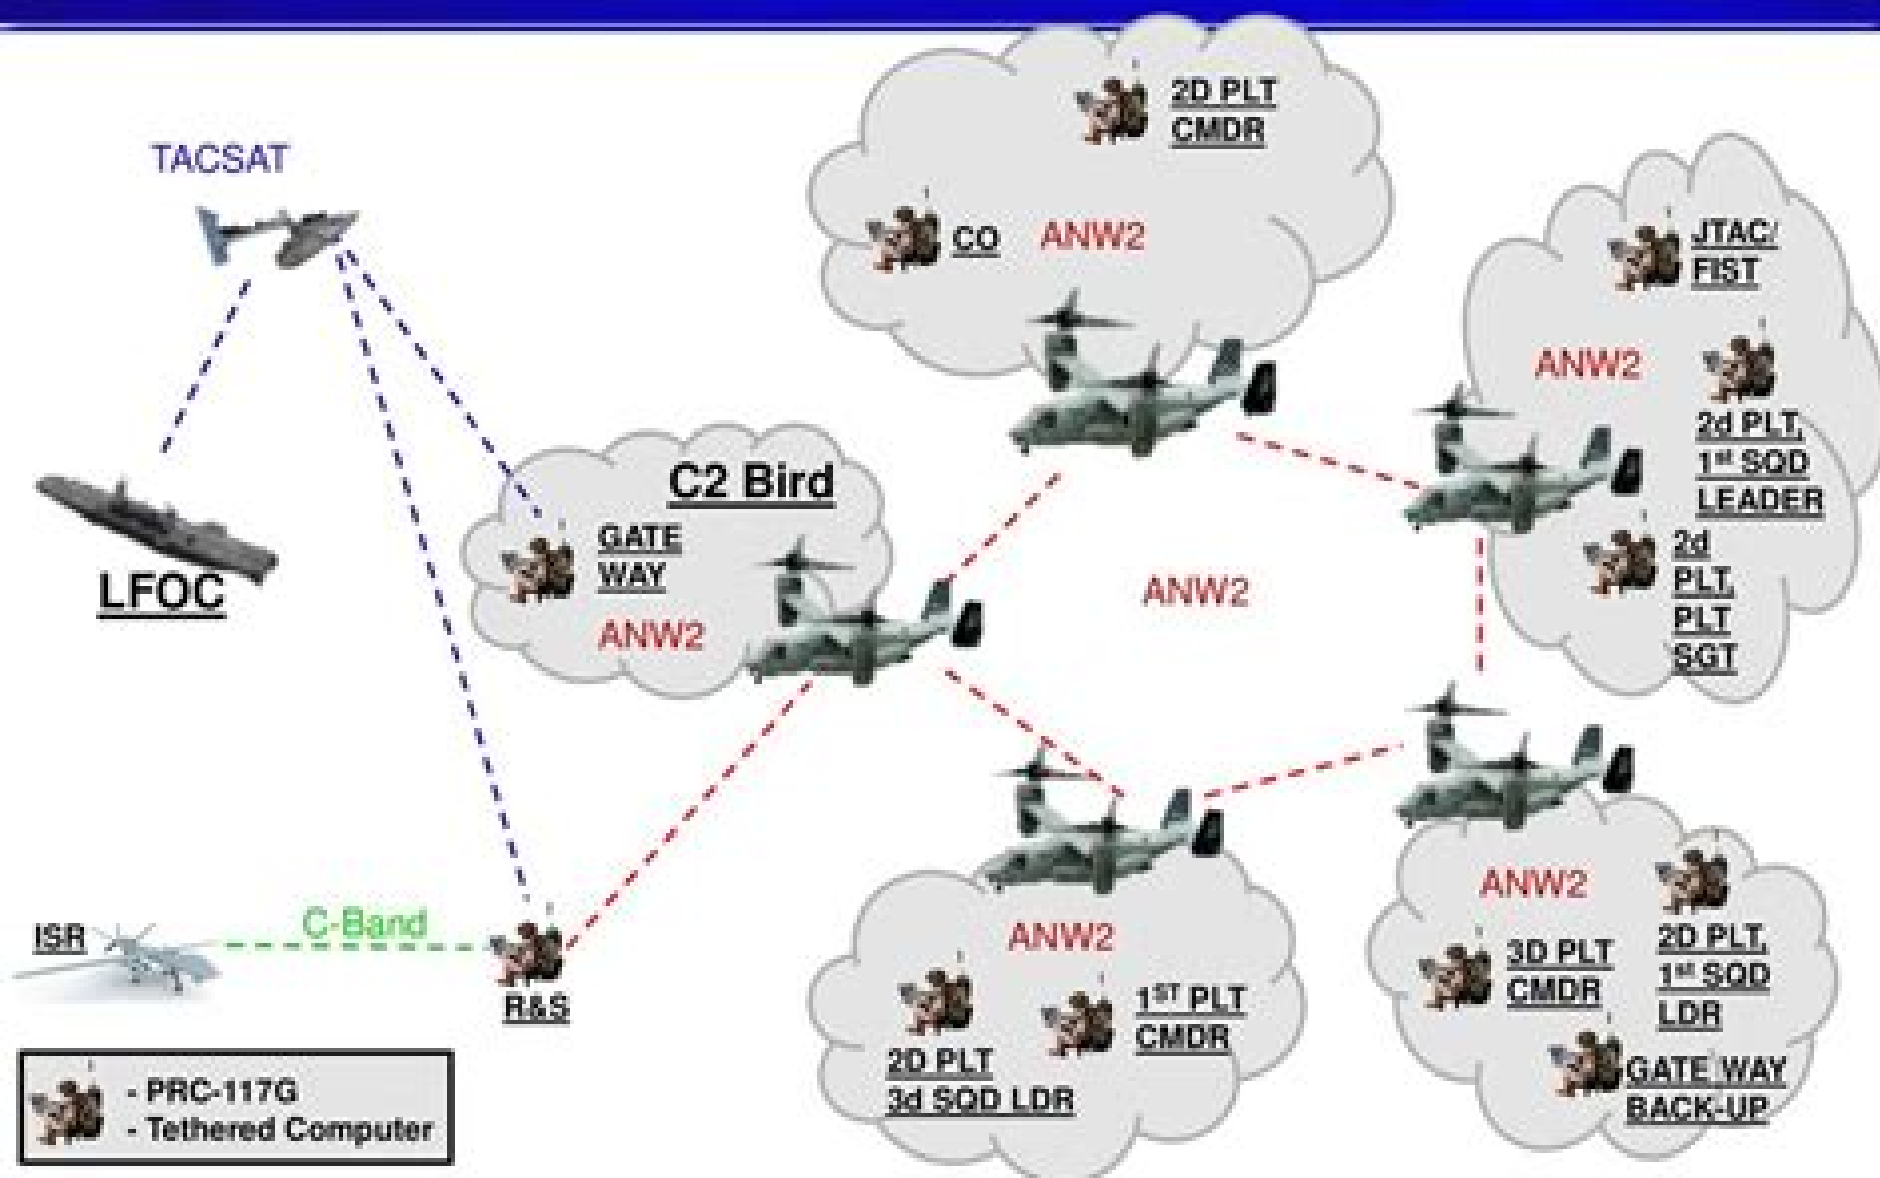 TACSAT
LFOC
C2 Bird
GATE
WAY
ANW2
2D PLT
CMDR
CO
ANW2
JTAC/
FIST
ANW2
2d PLT,
1st SQD
LEADER
2d
PLT,
PLT
SGT
ANW2
ISR
C-Band
R&S
ANW2
2D PLT
3d SQD LDR
1ST PLT
CMDR
ANW2
3D PLT
CMDR
2D PLT,
1st SQD
LDR
GATE WAY
BACK-UP
- PRC-117G
- Tethered Computer